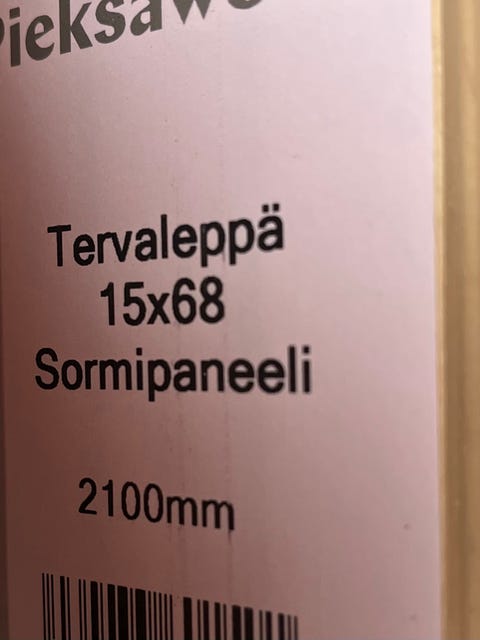 Tervaleppä
15x68
Sormipaneeli
2100mm